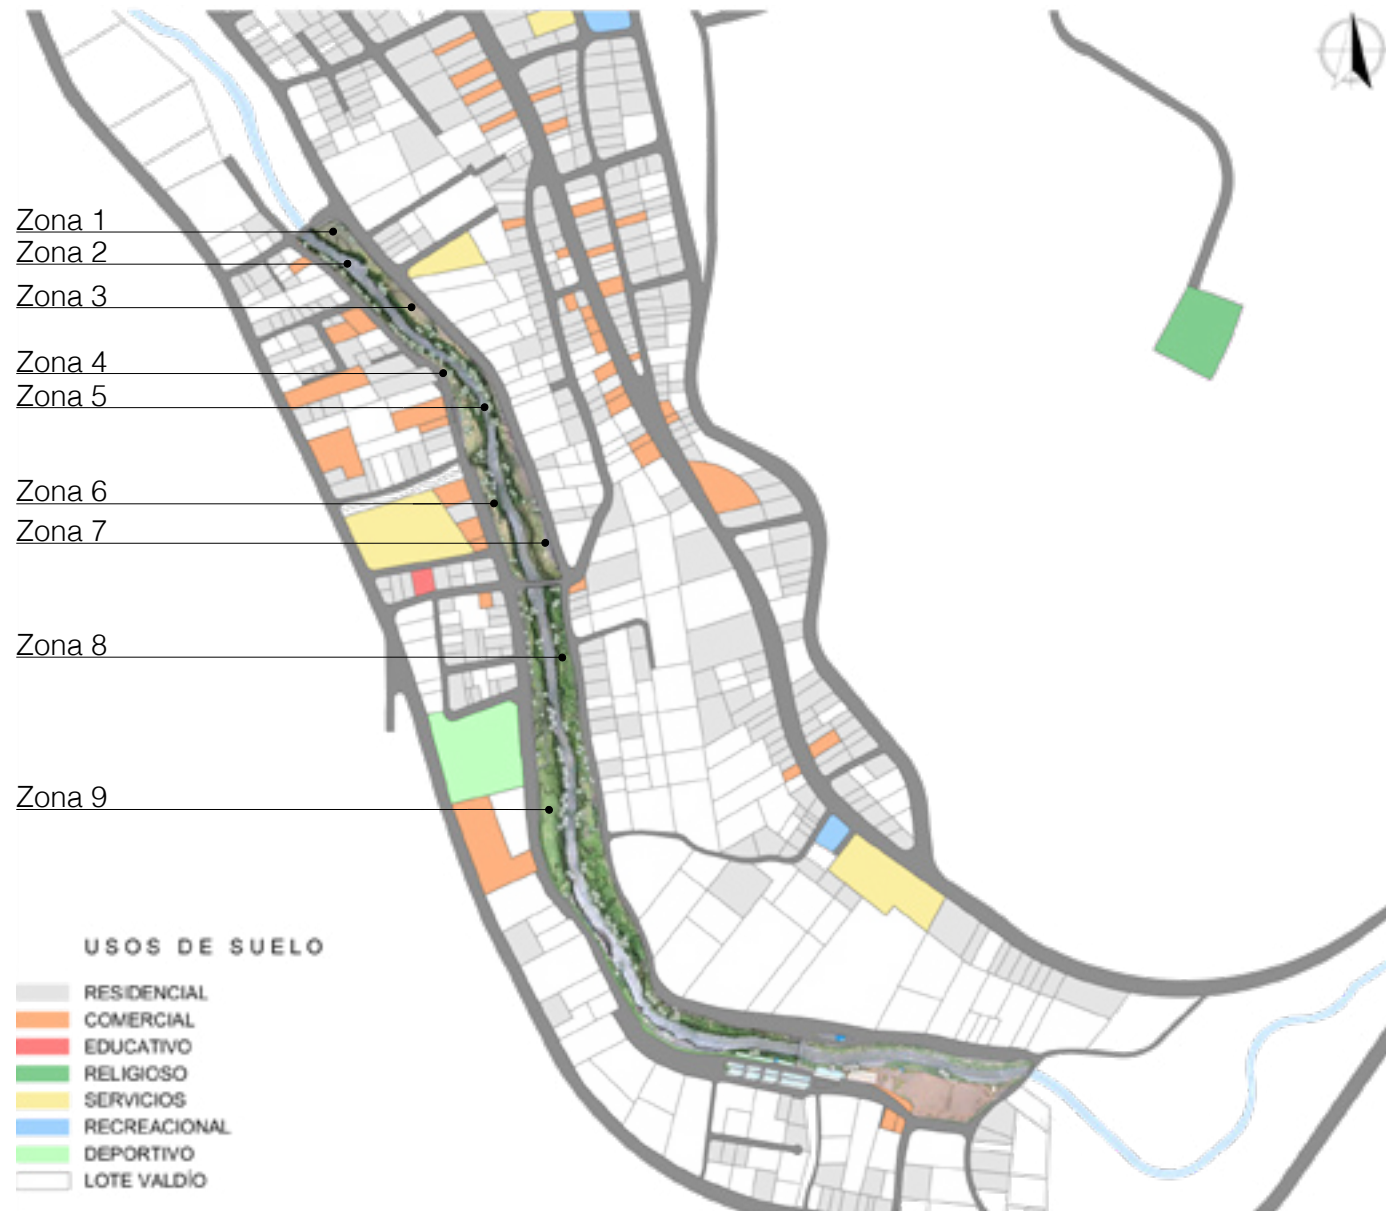 Zona 1
Zona 2
Zona 3
Zona 4
Zona 5
Zona 6
Zona 7
Zona 8
Zona 9
USOS DE SUELO
RESIDENCIAL
COMERCIAL
EDUCATIVO
RELIGIOSO
SERVICIOS
RECREACIONAL
DEPORTIVO
LOTE VALDÍO